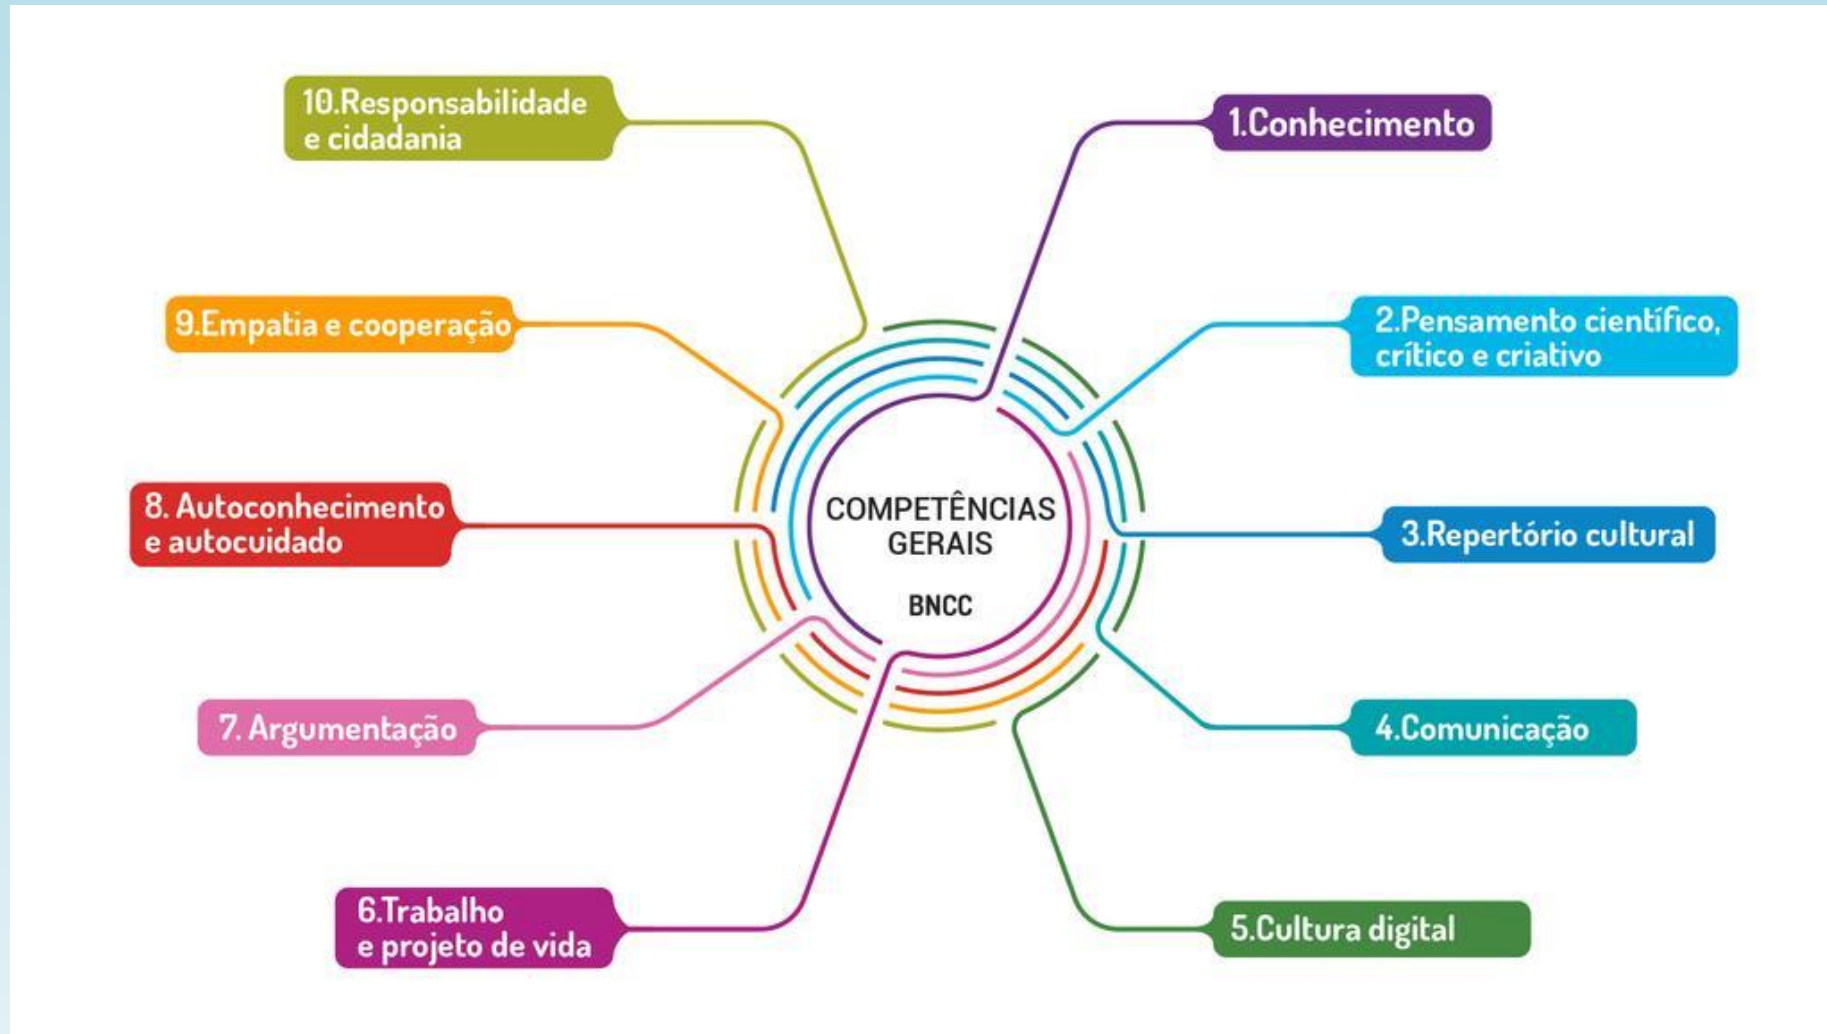 COMPETÊNCIAS
GERAIS
BNCC
1.Conhecimento
2.Pensamento científico,
crítico e criativo
3.Repertório cultural
4.Comunicação
5.Cultura digital
6.Trabalho
e projeto de vida
7. Argumentação
8. Autoconhecimento
e autocuidado
9.Empatia e cooperação
10.Responsabilidade
e cidadania